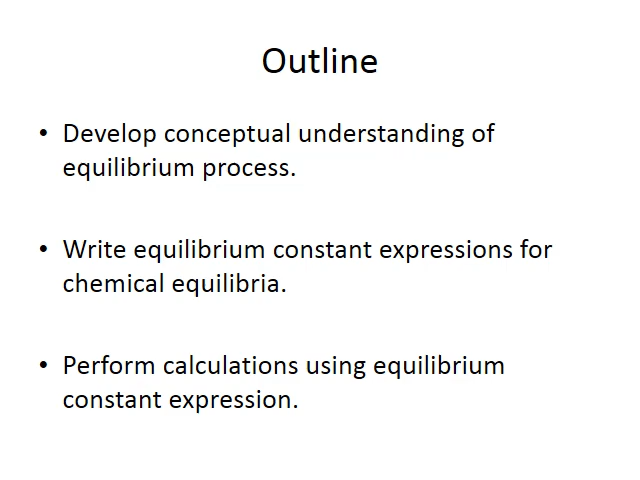 Outline
• Develop conceptual understanding of
equilibrium process.
• Write equilibrium constant expressions for
chemical equilibria.
• Perform calculations using equilibrium
constant expression.